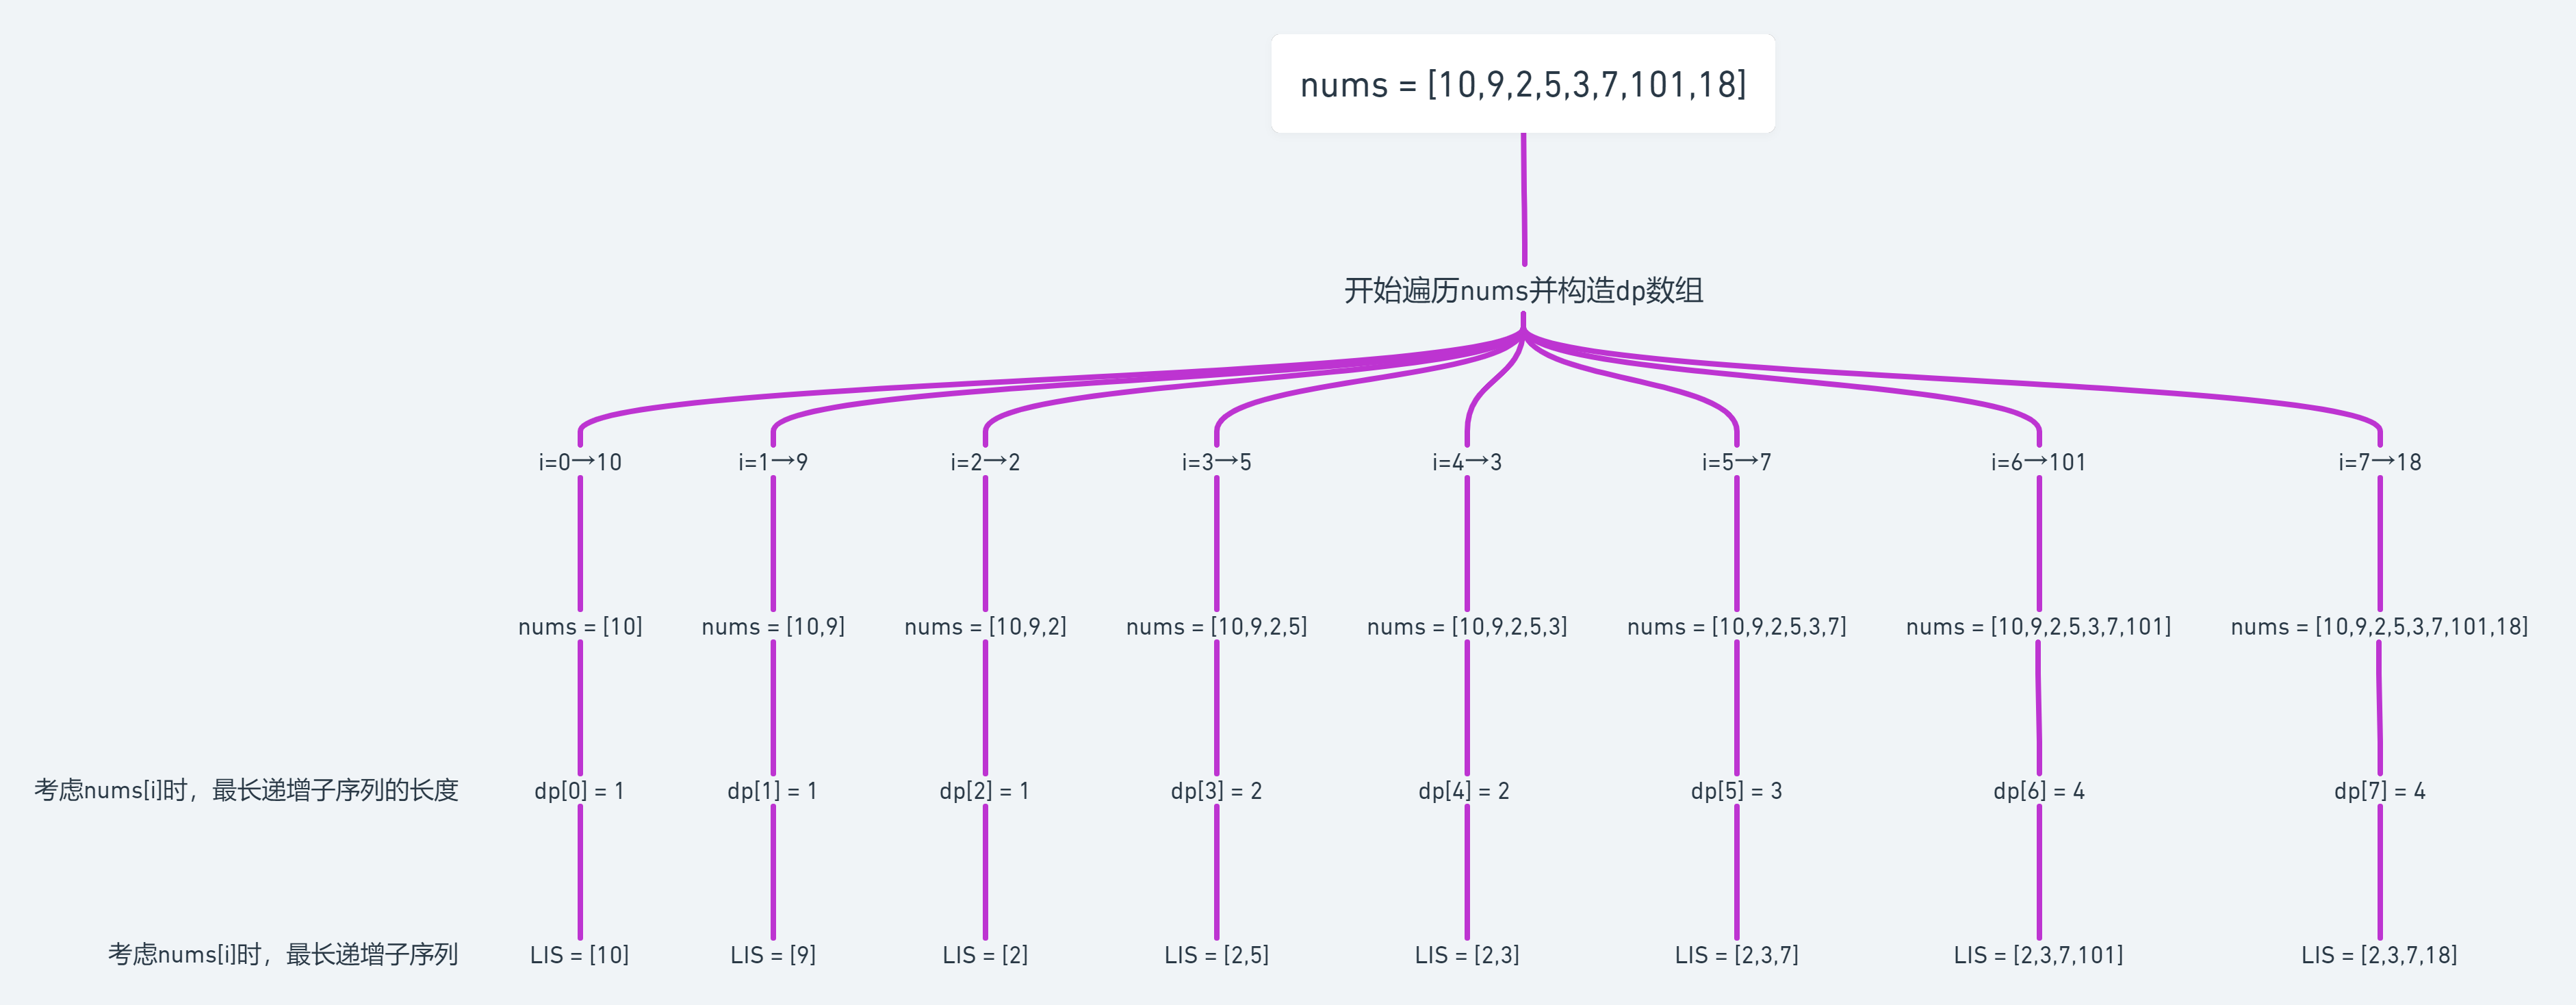 nums = [10,9,2,5,3,7,101,18]
开始遍历nums并构造dp数组
i=0→10
i=1→9
i=2→2
i=3→5
i=4→3
i=5→7
i=6→101
i=7→18
nums = [10]
nums = [10,9]
nums = [10,9,2]
nums = [10,9,2,5]
nums = [10,9,2,5,3]
nums = [10,9,2,5,3,7]
nums = [10,9,2,5,3,7,101]
nums = [10,9,2,5,3,7,101,18]
考虑nums[i]时，最长递增子序列的长度
dp[0] = 1
dp[1] = 1
dp[2] = 1
dp[3] = 2
dp[4] = 2
dp[5] = 3
dp[6] = 4
dp[7] = 4
考虑nums[i]时，最长递增子序列
LIS = [10]
LIS = [9]
LIS = [2]
LIS = [2,5]
LIS = [2,3]
LIS = [2,3,7]
LIS = [2,3,7,101]
LIS = [2,3,7,18]